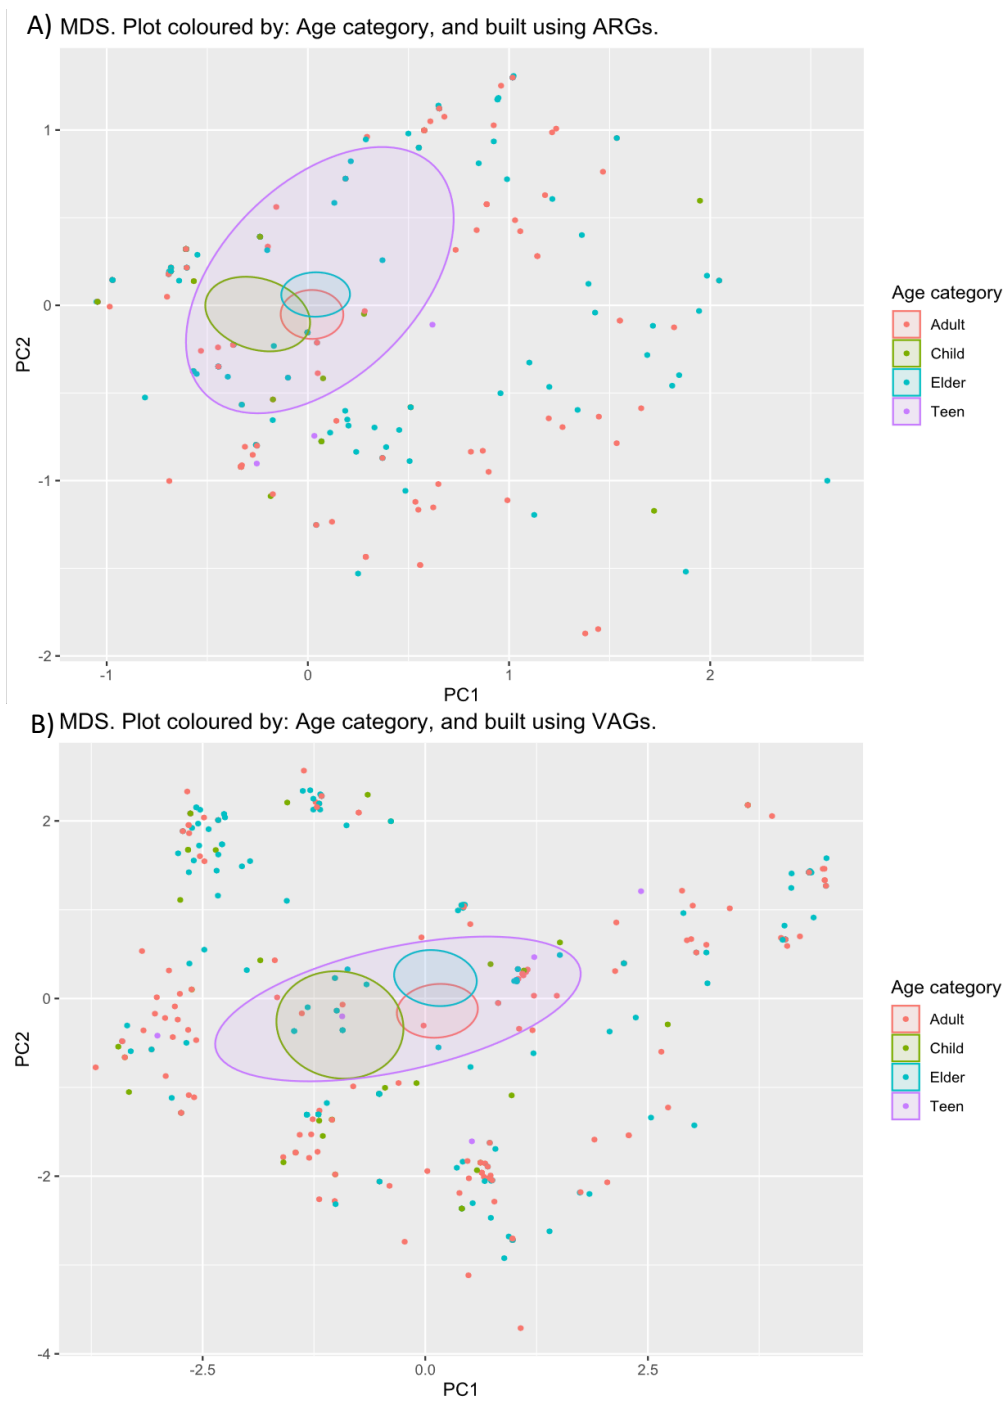 A) MDS. Plot coloured by: Age category, and built using ARGs.
1
0
-1
-2
PC2
-1
0
1
2
PC1
Age category
Adult
Child
Elder
Teen
B) MDS. Plot coloured by: Age category, and built using VAGs.
2
0
-2
-4
PC2
-2.5
0.0
2.5
PC1
Age category
Adult
Child
Elder
Teen